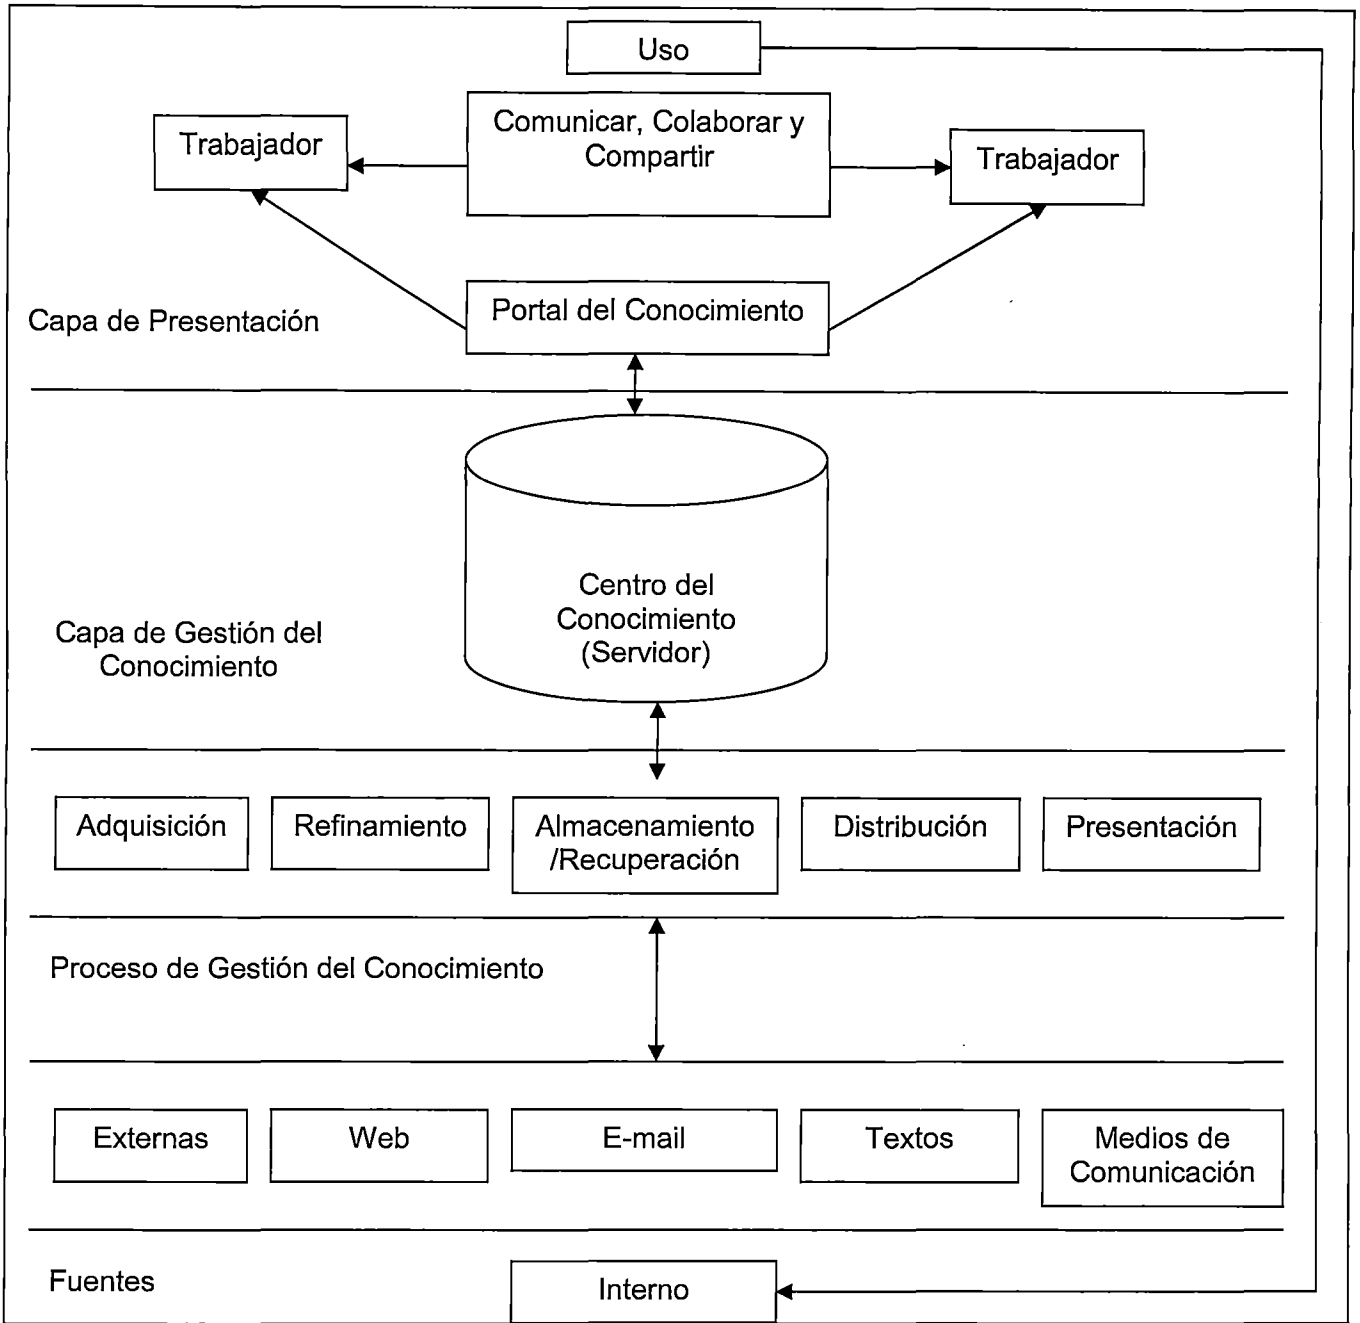 Uso
Comunicar, Colaborar y
Compartir
Trabajador
Trabajador
Portal del Conocimiento
Capa de Presentación
Centro del
Conocimiento
(Servidor)
Capa de Gestión del
Conocimiento
Adquisición
Refinamiento
Almacenamiento
/Recuperación
Distribución
Presentación
Proceso de Gestión del Conocimiento
Externas
Web
E-mail
Textos
Medios de
Comunicación
Fuentes
Interno